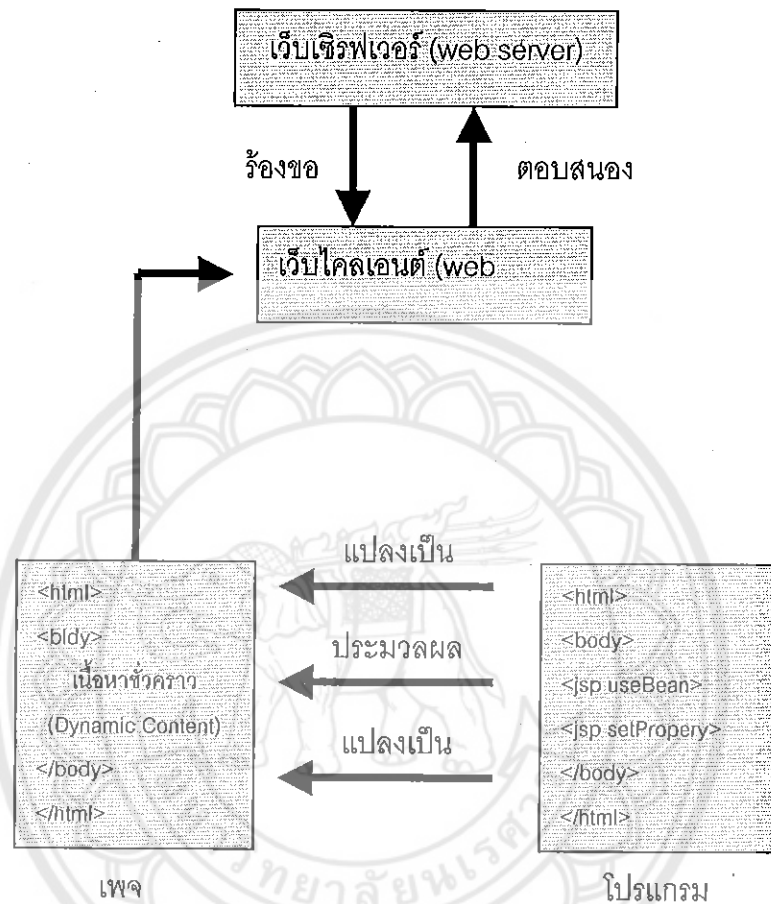 เว็บเซิรฟเวอร์ (web server)
ร้องขอ
ตอบสนอง
เว็บไคลเอนต์ (web
แปลงเป็น
ประมวลผล
แปลงเป็น
<html>
<bldy>
เนื้อหาชั่วคราว
(Dynamic Content)
</body>
</html>
<html>
<body>
<jsp useBean>
<jsp setPropery>
</body>
</html>
เพจ
โปรแกรม